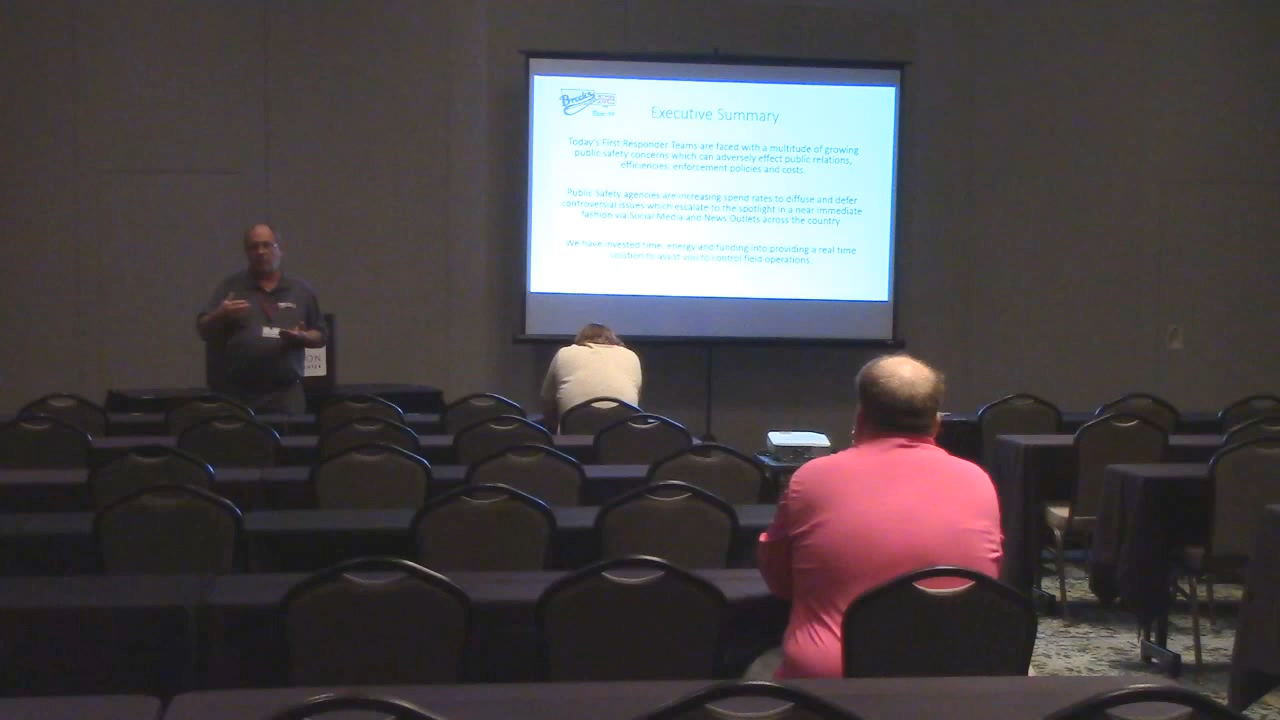 Brooks
Executive Summary
Today's First Responder Teams are faced with a multitude of growing
public safety concerns which can adversely effect public relations,
efficiencies, enforcement policies and costs.
Public Safety agencies are increasing spend rates to diffuse and defer
controversial issues which escalate to the spotlight in a near immediate
fashion via Social Media and News Outlets across the country
We have invested time, energy and funding into providing a real time
solution to assist you to control field operations.
ON